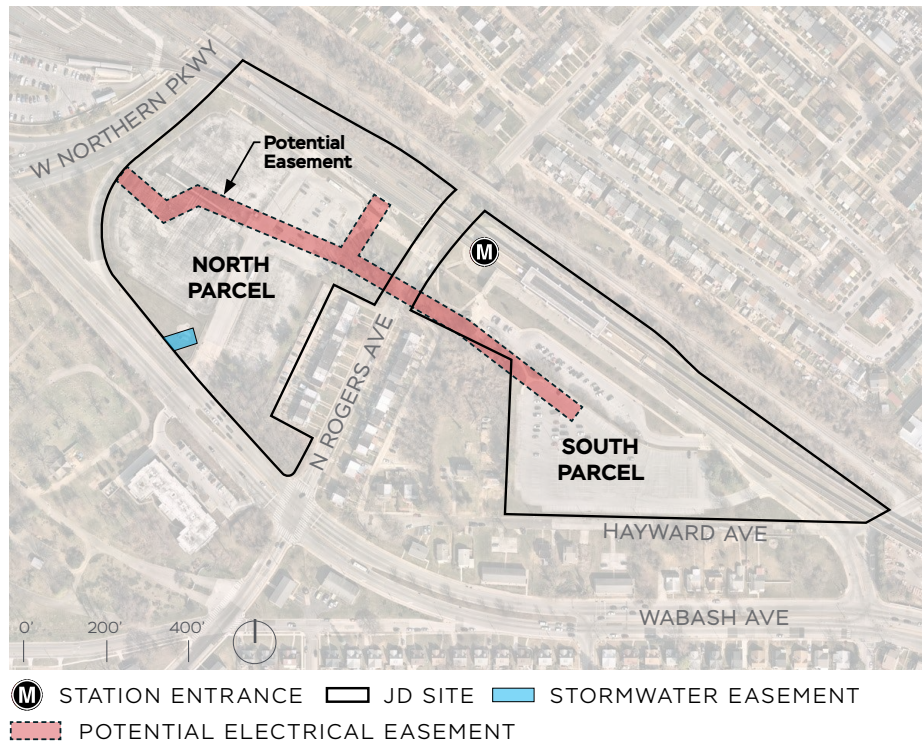 W NORTHERN PKWY
Potential
Easement
M
NORTH
PARCEL
N ROGERS AVE
SOUTH
PARCEL
HAYWARD AVE
WABASH AVE
0' 200' 400'
M STATION ENTRANCE JD SITE STORMWATER EASEMENT
POTENTIAL ELECTRICAL EASEMENT